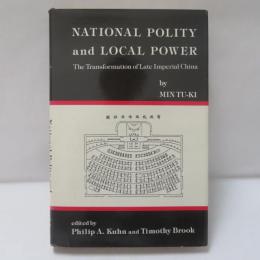 NATIONAL POLITY
and LOCAL POWER
The Transformation of Late Imperial China
by
MIN TU-KI
edited by
Philip A. Kuhn and Timothy Brook